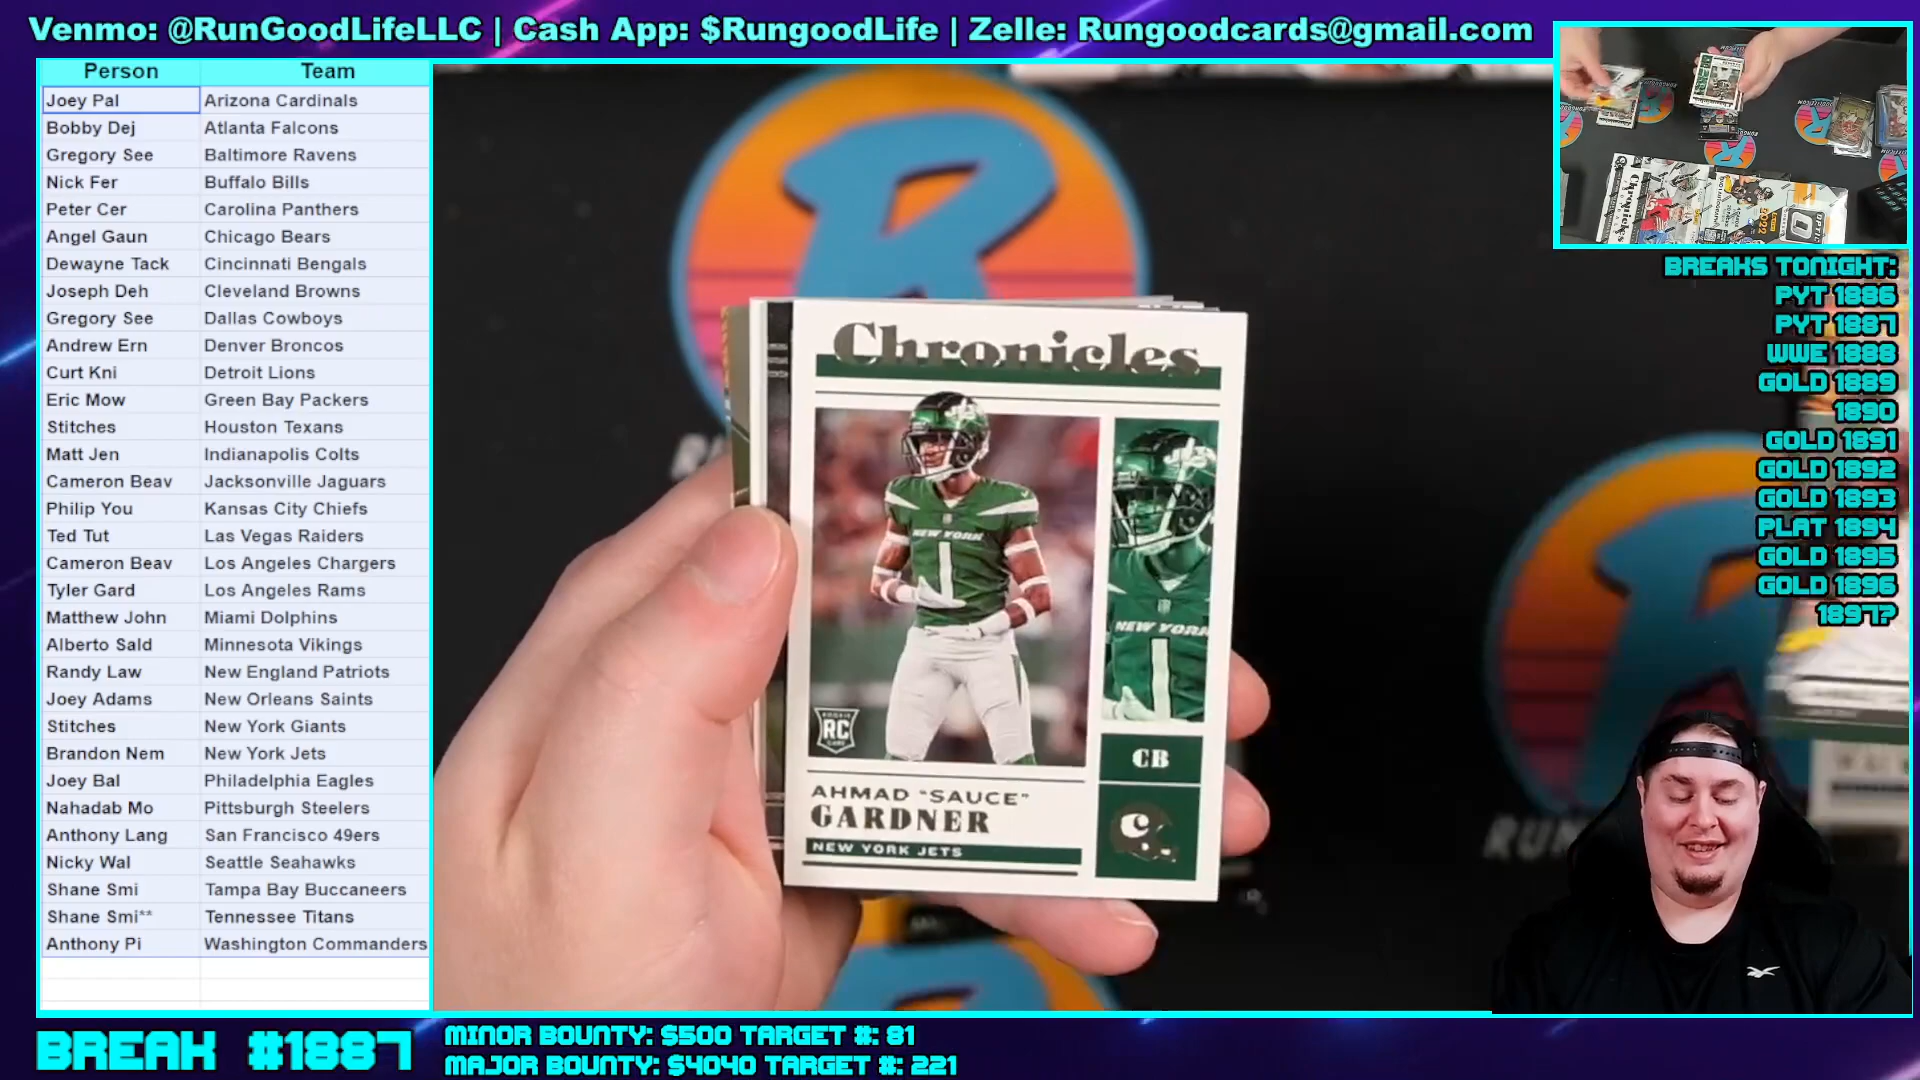 Venmo: @RunGoodLifeLLC | Cash App: $RungoodLife | Zelle: Rungoodcards@gmail.com
Person Team
Joey Pal Arizona Cardinals
Bobby Dej Atlanta Falcons
Gregory See Baltimore Ravens
Nick Fer Buffalo Bills
Peter Cer Carolina Panthers
Angel Gaun Chicago Bears
Dewayne Tack Cincinnati Bengals
Joseph Deh Cleveland Browns
Gregory See Dallas Cowboys
Andrew Ern Denver Broncos
Curt Kni Detroit Lions
Eric Mow Green Bay Packers
Stitches Houston Texans
Matt Jen Indianapolis Colts
Cameron Beav Jacksonville Jaguars
Philip You Kansas City Chiefs
Ted Tut Las Vegas Raiders
Cameron Beav Los Angeles Chargers
Tyler Gard Los Angeles Rams
Matthew John Miami Dolphins
Alberto Sald Minnesota Vikings
Randy Law New England Patriots
Joey Adams New Orleans Saints
Stitches New York Giants
Brandon Nem New York Jets
Joey Bal Philadelphia Eagles
Nahadab Mo Pittsburgh Steelers
Anthony Lang San Francisco 49ers
Nicky Wal Seattle Seahawks
Shane Smi Tampa Bay Buccaneers
Shane Smi** Tennessee Titans
Anthony Pi Washington Commanders
R
Chronicles
NEW YORK
1
NEW YORK
1
RC
CB
AHMAD "SAUCE"
GARDNER
NEW YORK JETS
C
R
RUN
Chronicles
2022
OPTIC
BREAKS TONIGHT:
PYT 1886
PYT 1887
WWE 1888
GOLD 1889
1890
GOLD 1891
GOLD 1892
GOLD 1893
PLAT 1894
GOLD 1895
GOLD 1896
1897?
BREAK #1887
MINOR BOUNTY: $500 TARGET #: 81
MAJOR BOUNTY: $4040 TARGET #: 221